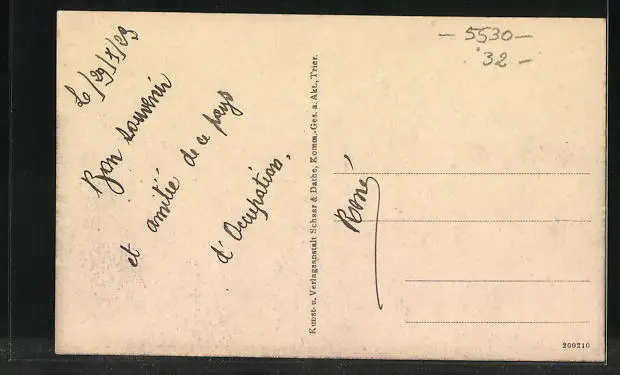 Le 29/7/23
Bon souvenir
et amitié de ce pays
d'Occupation.
Kunst- u. Verlagsanstalt Schaar & Dathe, Komm.-Ges. a. Akt., Trier.
René
— 5530 —
32 —
200210